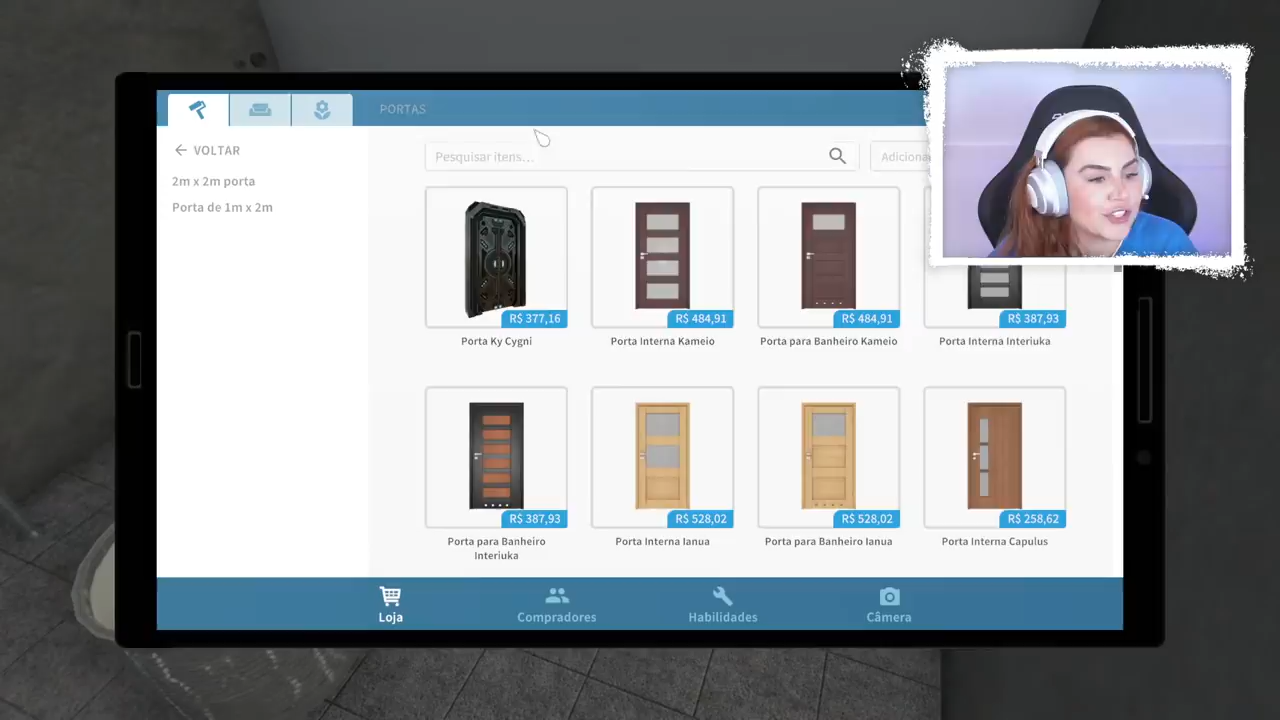 PORTAS
VOLTAR
2m x 2m porta
Porta de 1m x 2m
Pesquisar itens...
R$ 377,16
Porta Ky Cygni
R$ 484,91
Porta Interna Kameio
R$ 484,91
Porta para Banheiro Kameio
R$ 387,93
Porta Interna Interiuka
R$ 387,93
Porta para Banheiro
Interiuka
R$ 528,02
Porta Interna Ianua
R$ 528,02
Porta para Banheiro Ianua
R$ 258,62
Porta Interna Capulus
Loja
Compradores
Habilidades
Câmera